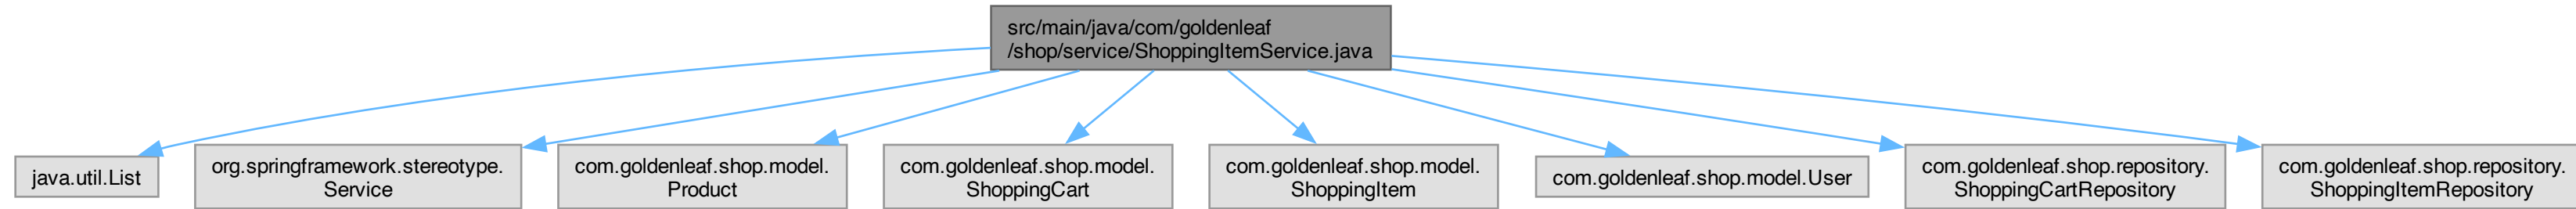 src/main/java/com/goldenleaf
/shop/service/ShoppingItemService.java
java.util.List
org.springframework.stereotype.
Service
com.goldenleaf.shop.model.
Product
com.goldenleaf.shop.model.
ShoppingCart
com.goldenleaf.shop.model.
ShoppingItem
com.goldenleaf.shop.model.User
com.goldenleaf.shop.repository.
ShoppingCartRepository
com.goldenleaf.shop.repository.
ShoppingItemRepository